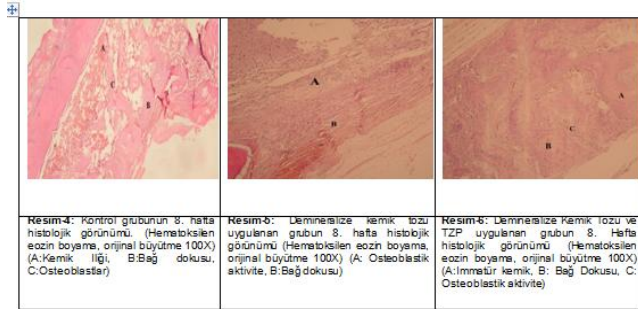 A
C
B
A
B
A
C
B
Resim-4: Kontrol grubunun 8. hafta
histolojik görünümü. (Hematoksilen
eozin boyama, orijinal büyütme 100X)
(A:Kemik İliği, B:Bağ dokusu,
C:Osteoblastlar)
Resim-5: Demineralize kemik tozu
uygulanan grubun 8. hafta histolojik
görünümü (Hematoksilen eozin boyama,
orijinal büyütme 100X) (A: Osteoblastik
aktivite, B:Bağ dokusu)
Resim-6: Demineralize Kemik Tozu ve
TZP uygulanan grubun 8. Hafta
histolojik görünümü (Hematoksilen
eozin boyama, orijinal büyütme 100X)
(A:İmmatür kemik, B: Bağ Dokusu, C:
Osteoblastik aktivite)